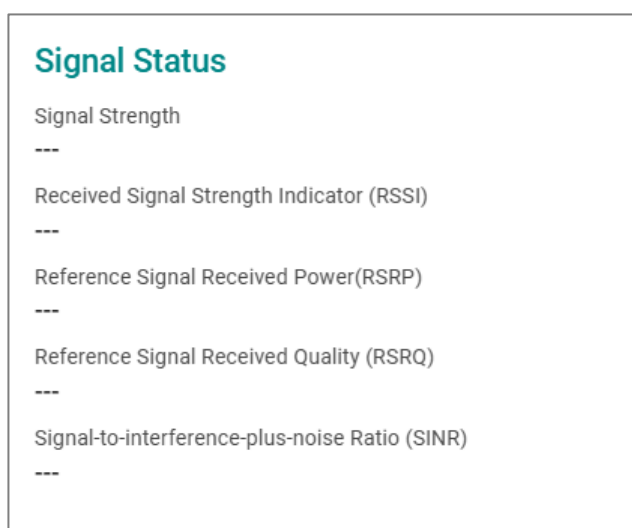 Signal Status
Signal Strength
---
Received Signal Strength Indicator (RSSI)
---
Reference Signal Received Power(RSRP)
---
Reference Signal Received Quality (RSRQ)
---
Signal-to-interference-plus-noise Ratio (SINR)
---